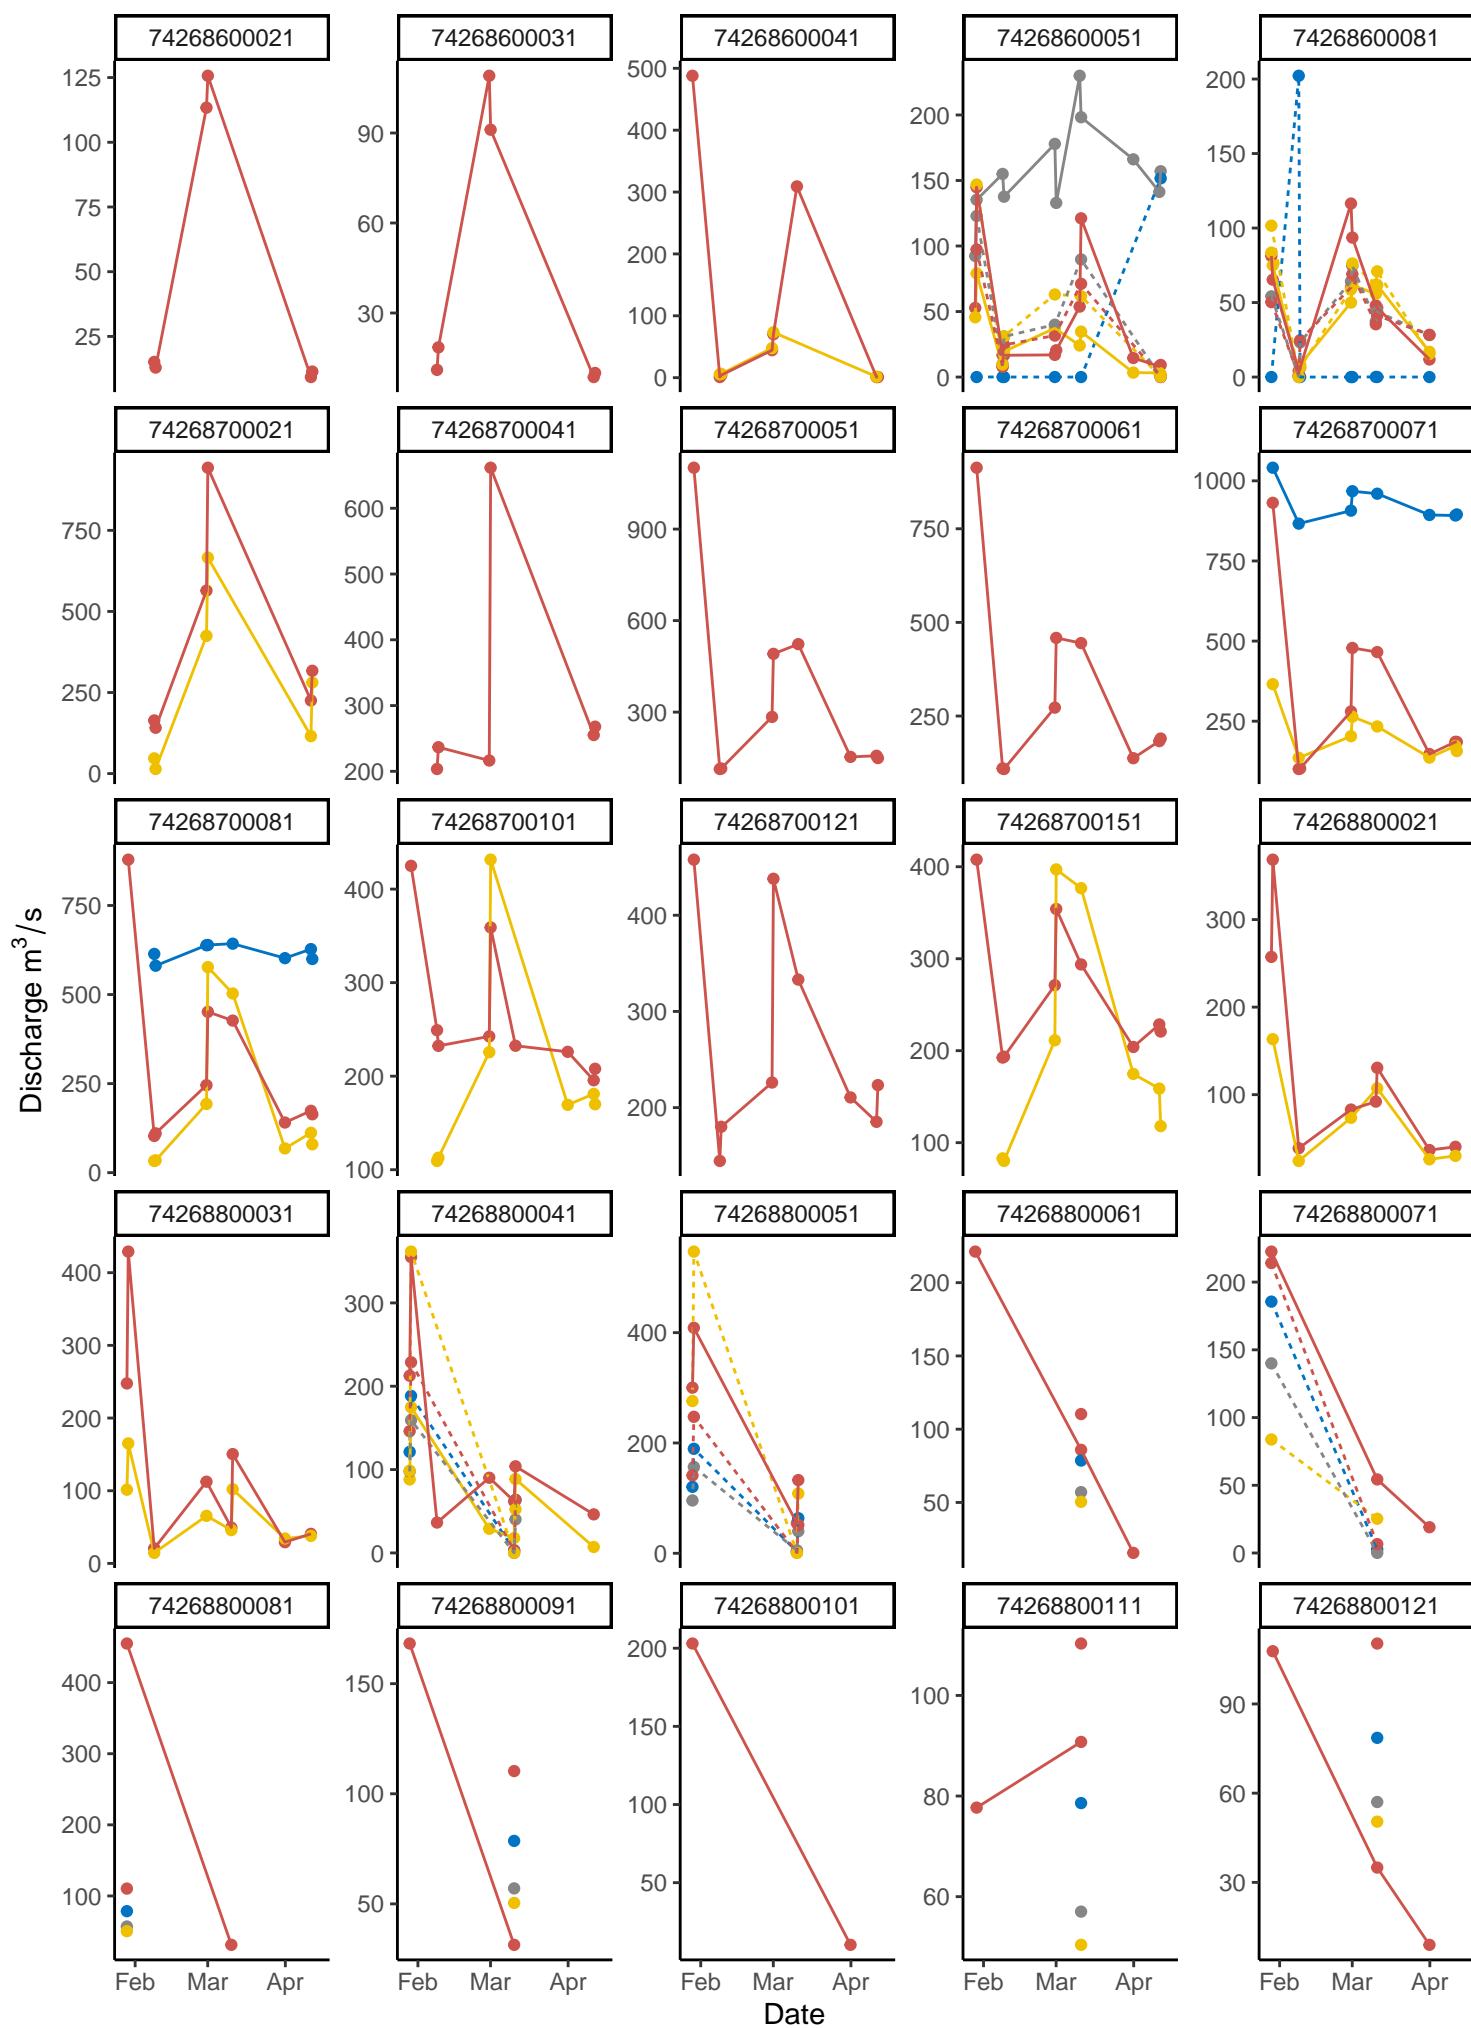 74268600021 74268600031 74268600041 74268600051 74268600081
125 100 75 50 25
90 60 30
500 400 300 200 100 0
200 150 100 50 0
200 150 100 50 0
74268700021 74268700041 74268700051 74268700061 74268700071
750 500 250 0
600 500 400 300 200
900 600 300
750 500 250
1000 750 500 250
74268700081 74268700101 74268700121 74268700151 74268800021
750 500 250 0
400 300 200 100
400 300 200
400 300 200 100
300 200 100
74268800031 74268800041 74268800051 74268800061 74268800071
400 300 200 100 0
300 200 100 0
400 200 0
200 150 100 50
200 150 100 50 0
74268800081 74268800091 74268800101 74268800111 74268800121
400 300 200 100
150 100 50
200 150 100 50
100 80 60
90 60 30
Feb Mar Apr Feb Mar Apr Feb Mar Apr Feb Mar Apr Feb Mar Apr
Date
Discharge m³/s